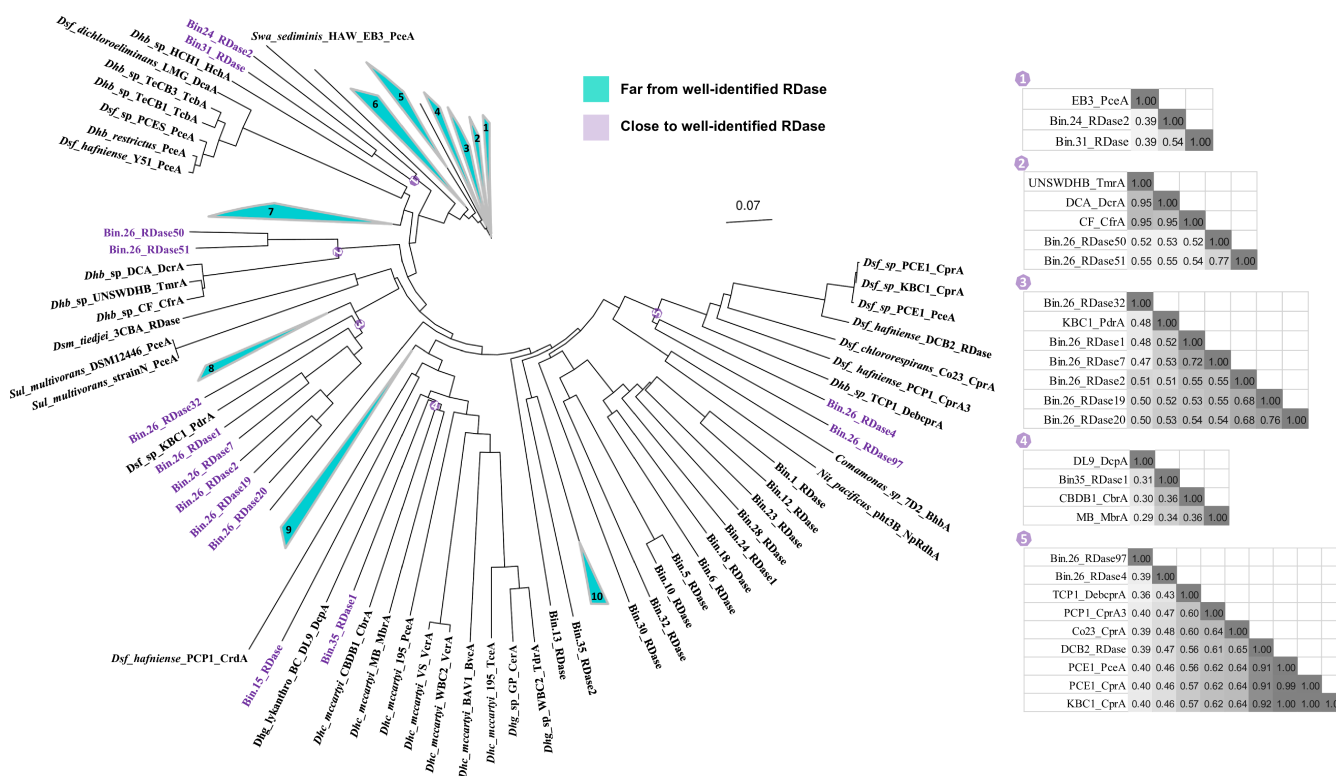 Swa_sediminis_HAW_EB3_PceA
Bin24_RDase2
Bin31_RDase
Dhb_sp_HCH1_HchA
Dsf_dichloroeliminans_LMG_DcaA
Dhb_sp_TeCB3_TcbA
Dhb_sp_TeCB1_TcbA
Dsf_sp_PCES_PceA
Dhb_restrictus_PceA
Dsf_hafniense_Y51_PceA
6
5
4
3
2
1
7
Bin.26_RDase50
Bin.26_RDase51
Dhb_sp_DCA_DcrA
Dhb_sp_UNSWDHB_TmrA
Dhb_sp_CF_CfrA
Dsm_tiedjei_3CBA_RDase
Sul_multivorans_DSM12446_PceA
Sul_multivorans_strainN_PceA
8
Bin.26_RDase32
Dsf_sp_KBC1_PdrA
Bin.26_RDase1
Bin.26_RDase7
Bin.26_RDase2
Bin.26_RDase19
Bin.26_RDase20
9
Dsf_hafniense_PCP1_CrdA
Bin.15_RDase
Dhg_lykanthro_BC_DL9_DcpA
Bin.35_RDase1
Dhc_mccartyi_CBDB1_CbrA
Dhc_mccartyi_MB_MbrA
Dhc_mccartyi_195_PceA
Dhc_mccartyi_VS_VcrA
Dhc_mccartyi_WBC2_VcrA
Dhc_mccartyi_BAV1_BvcA
Dhc_mccartyi_195_TceA
Dhg_sp_GP_CerA
Dhg_sp_WBC2_TdrA
Bin.13_RDase
Bin.35_RDase2
10
Bin.30_RDase
Bin.32_RDase
Bin.10_RDase
Bin.5_RDase
Bin.6_RDase
Bin.18_RDase
Bin.24_RDase1
Bin.28_RDase
Bin.23_RDase
Bin.12_RDase
Bin.1_RDase
Nit_pacificus_pht3B_NpRdhA
Comamonas_sp_7D2_BhbA
Bin.26_RDase97
Bin.26_RDase4
Dhb_sp_TCP1_DebcprA
Dsf_hafniense_PCP1_CprA3
Dsf_chlororespirans_Co23_CprA
Dsf_hafniense_DCB2_RDase
Dsf_sp_PCE1_PceA
Dsf_sp_KBC1_CprA
Dsf_sp_PCE1_CprA
Far from well-identified RDase
Close to well-identified RDase
0.07
1
EB3_PceA 1.00
Bin.24_RDase2 0.39 1.00
Bin.31_RDase 0.39 0.54 1.00
2
UNSWDHB_TmrA 1.00
DCA_DcrA 0.95 1.00
CF_CfrA 0.95 0.95 1.00
Bin.26_RDase50 0.52 0.53 0.52 1.00
Bin.26_RDase51 0.55 0.55 0.54 0.77 1.00
3
Bin.26_RDase32 1.00
KBC1_PdrA 0.48 1.00
Bin.26_RDase1 0.48 0.52 1.00
Bin.26_RDase7 0.47 0.53 0.72 1.00
Bin.26_RDase2 0.51 0.51 0.55 0.55 1.00
Bin.26_RDase19 0.50 0.52 0.53 0.55 0.68 1.00
Bin.26_RDase20 0.50 0.53 0.54 0.54 0.68 0.76 1.00
4
DL9_DcpA 1.00
Bin35_RDase1 0.31 1.00
CBDB1_CbrA 0.30 0.36 1.00
MB_MbrA 0.29 0.34 0.36 1.00
5
Bin.26_RDase97 1.00
Bin.26_RDase4 0.39 1.00
TCP1_DebcprA 0.36 0.43 1.00
PCP1_CprA3 0.40 0.47 0.60 1.00
Co23_CprA 0.39 0.48 0.60 0.64 1.00
DCB2_RDase 0.39 0.47 0.56 0.61 0.65 1.00
PCE1_PceA 0.40 0.46 0.56 0.62 0.64 0.91 1.00
PCE1_CprA 0.40 0.46 0.57 0.62 0.64 0.91 0.99 1.00
KBC1_CprA 0.40 0.46 0.57 0.62 0.64 0.92 1.00 1.00